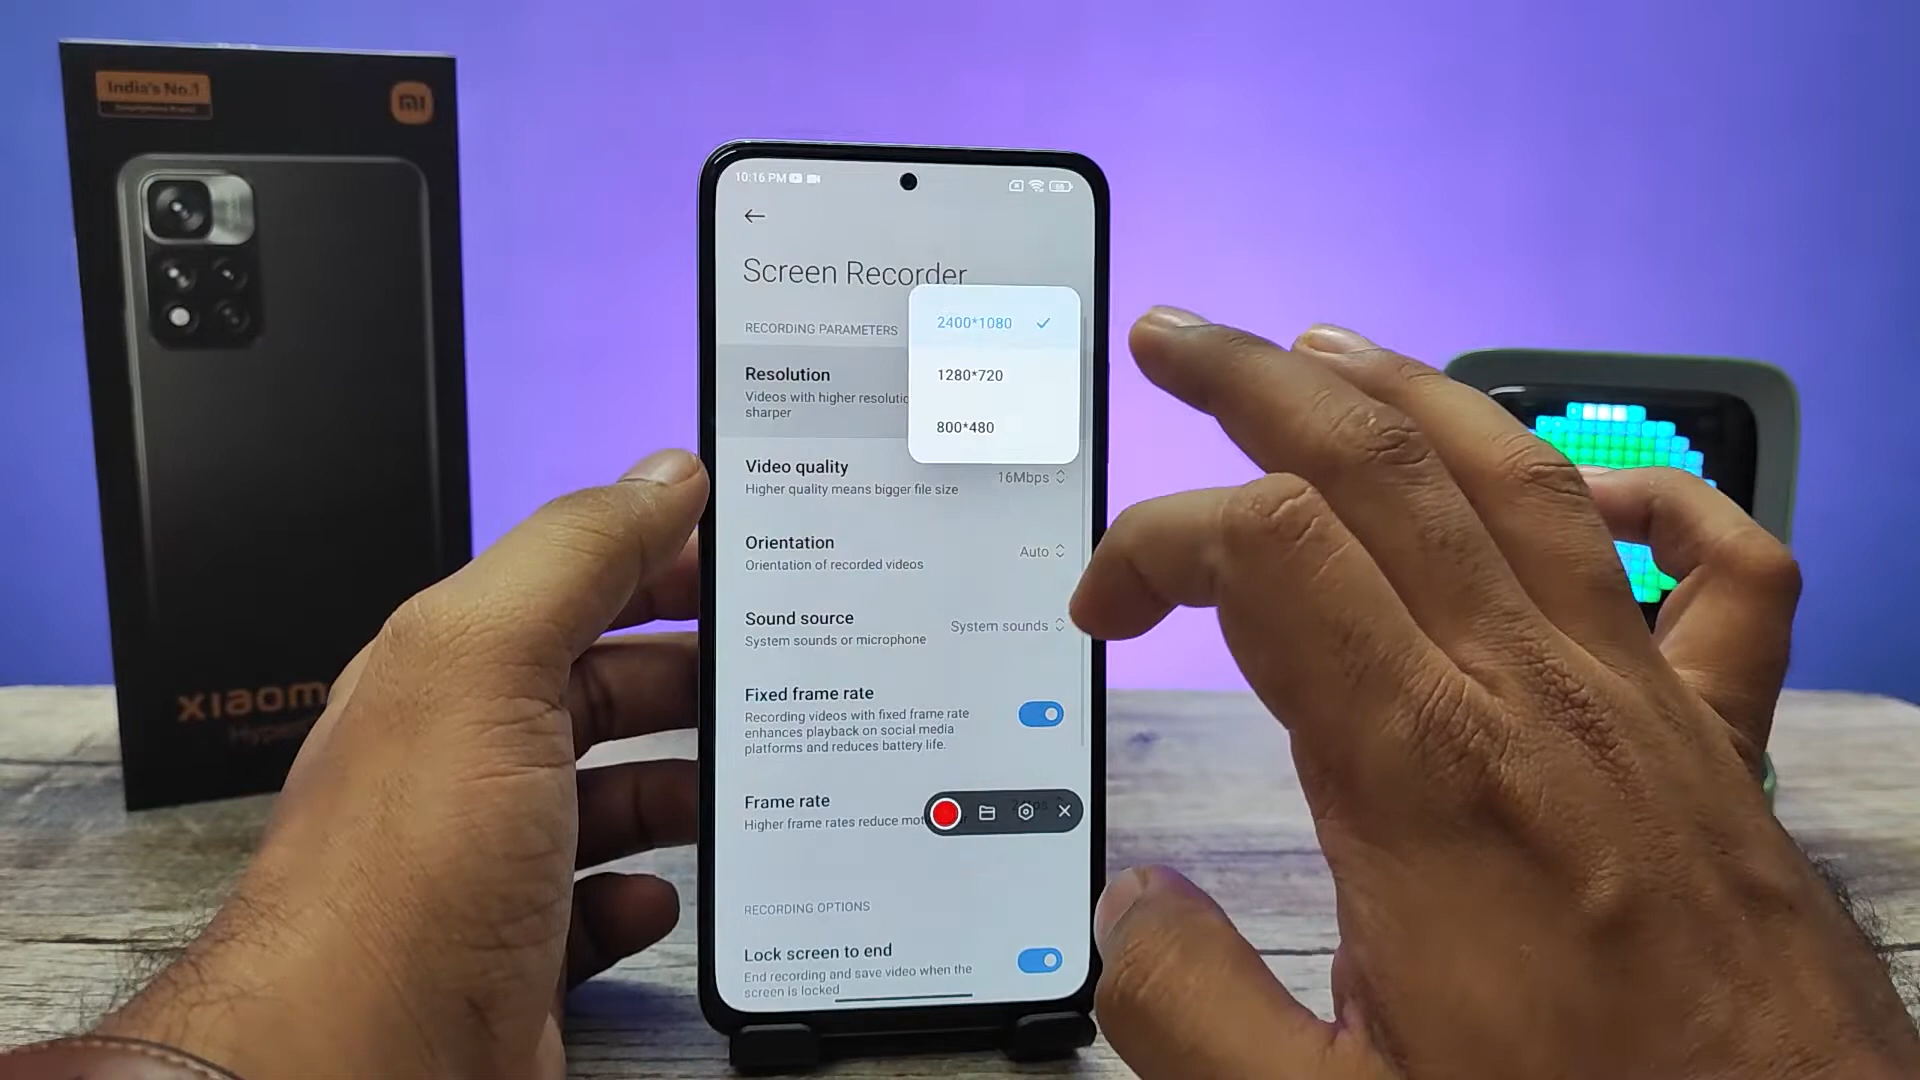 India's No.1
mi
10:16 PM
Screen Recorder
RECORDING PARAMETERS
2400*1080
1280*720
800*480
Resolution
Videos with higher
sharper
Video quality
Higher quality means bigger file size
16Mbps
Orientation
Orientation of recorded videos
Auto
Sound source
System sounds or microphone
System sounds
Fixed frame rate
Recording videos with fixed frame rate
enhances playback on social media
platforms and reduces battery life.
Frame rate
Higher frame rates reduce
RECORDING OPTIONS
Lock screen to end
End recording and save video when the
screen is locked
xiaom